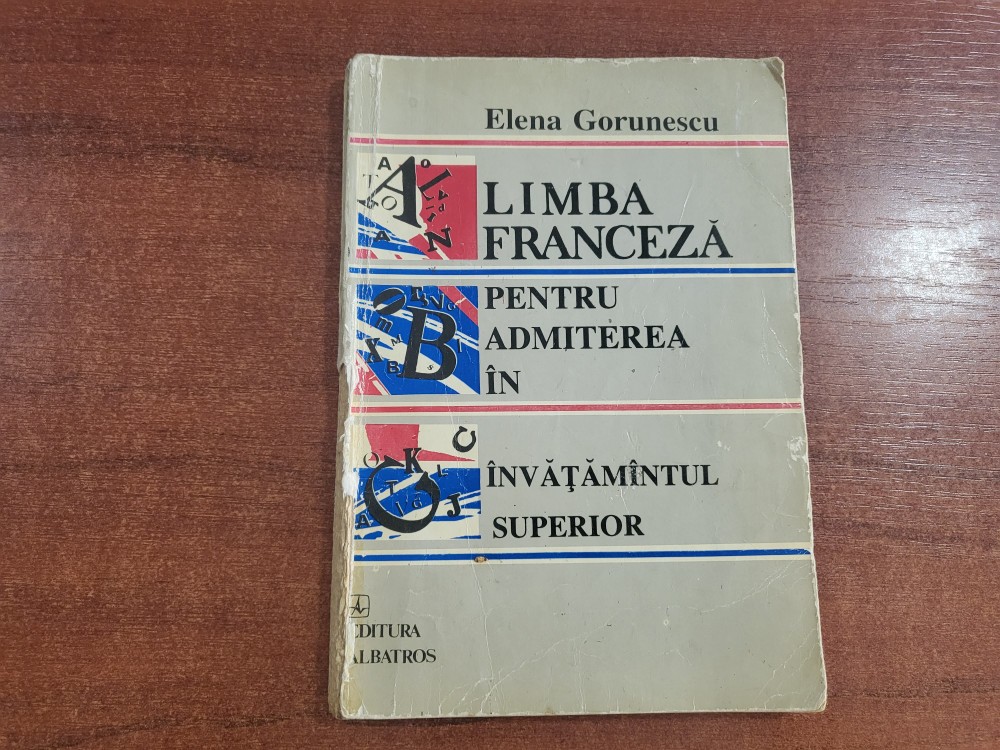 Elena Gorunescu
LIMBA
FRANCEZĂ
PENTRU
ADMITEREA
ÎN
ÎNVĂŢĂMÎNTUL
SUPERIOR
EDITURA
ALBATROS